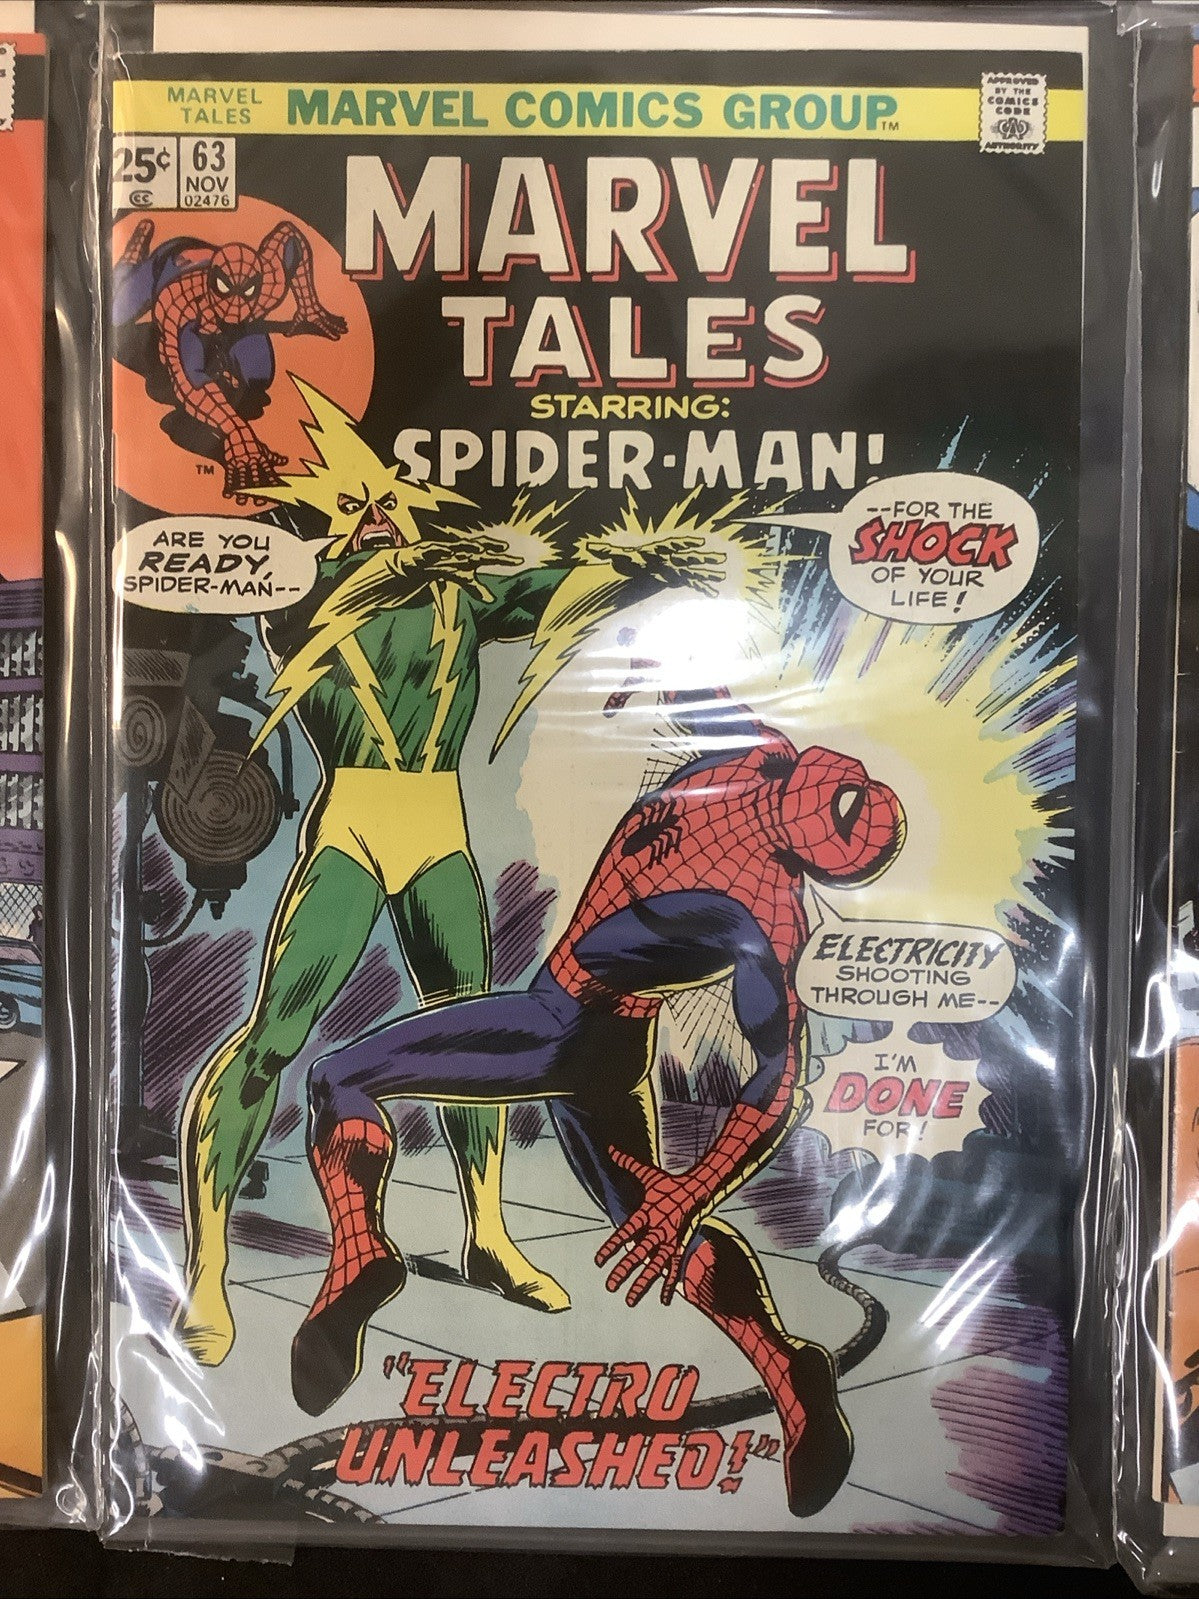 MARVEL
TALES
MARVEL COMICS GROUP™
APPROVED
BY THE
COMICS
CODE
AUTHORITY
25¢
CC
63
NOV
02476
MARVEL
TALES
STARRING:
SPIDER-MAN!
TM
ARE YOU
READY,
SPIDER-MAN--
--FOR THE
SHOCK
OF YOUR
LIFE!
ELECTRICITY
SHOOTING
THROUGH ME--
I'M
DONE
FOR!
"ELECTRO
UNLEASHED!"